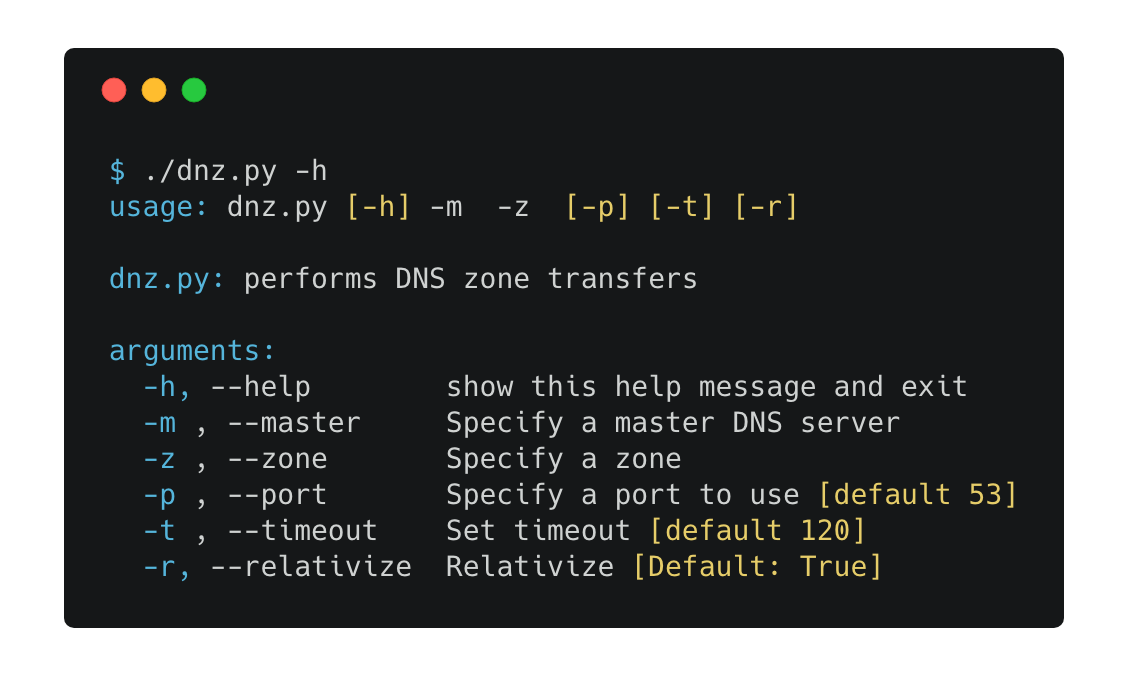 $ ./dnz.py -h
usage: dnz.py [-h] -m  -z  [-p] [-t] [-r]
dnz.py: performs DNS zone transfers
arguments:
  -h, --help        show this help message and exit
  -m , --master     Specify a master DNS server
  -z , --zone       Specify a zone
  -p , --port       Specify a port to use [default 53]
  -t , --timeout    Set timeout [default 120]
  -r, --relativize  Relativize [Default: True]